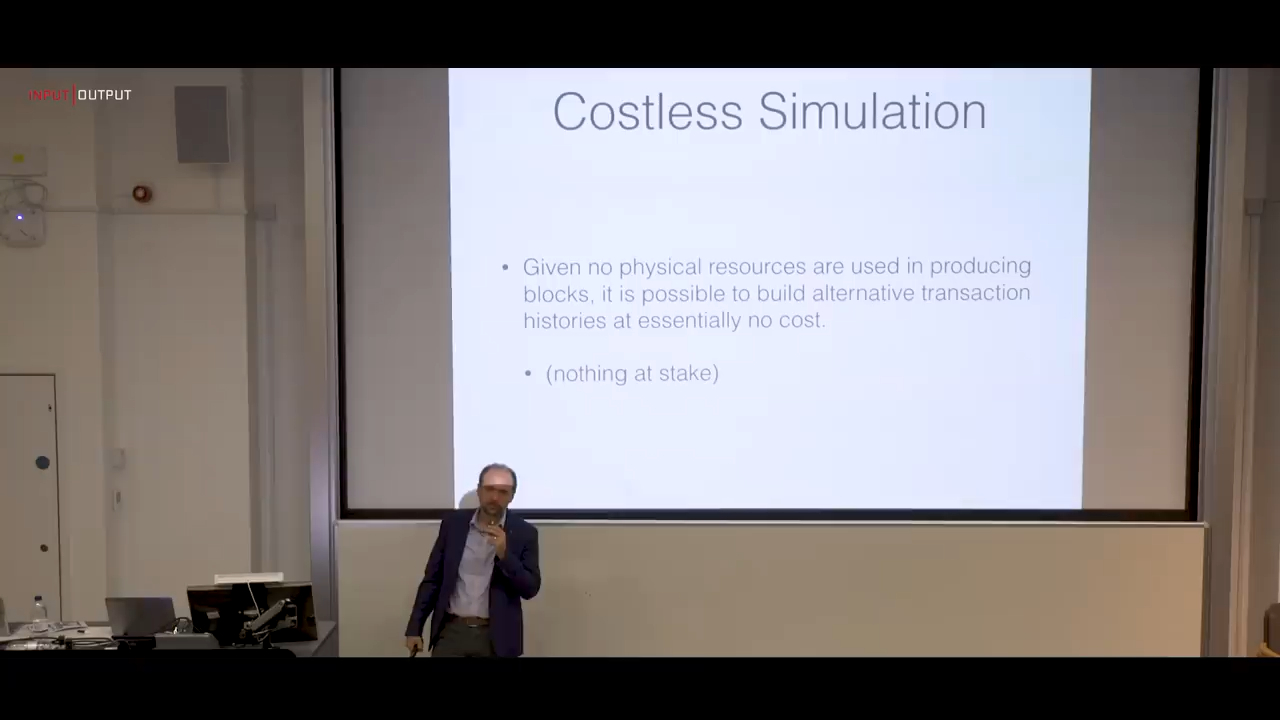 INPUT|OUTPUT
Costless Simulation
• Given no physical resources are used in producing
blocks, it is possible to build alternative transaction
histories at essentially no cost.
• (nothing at stake)